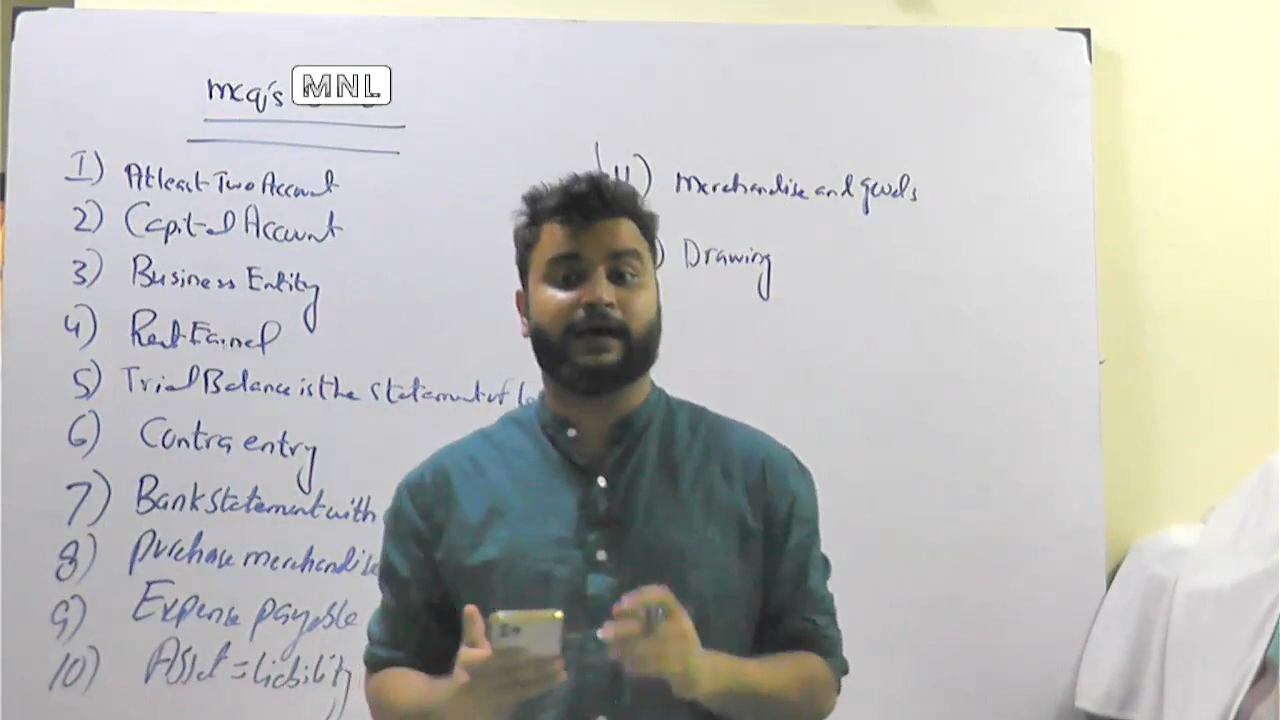 mcq's MNL
1) Atleast Two Account
2) Capital Account
3) Business Entity
4) Rent Earned
5) Trial Balance is the statement of
6) Contra entry
7) Bank statement with
8) purchase merchandise
9) Expense payable
10) Asset = liability
11) merchandise and goods
) Drawing